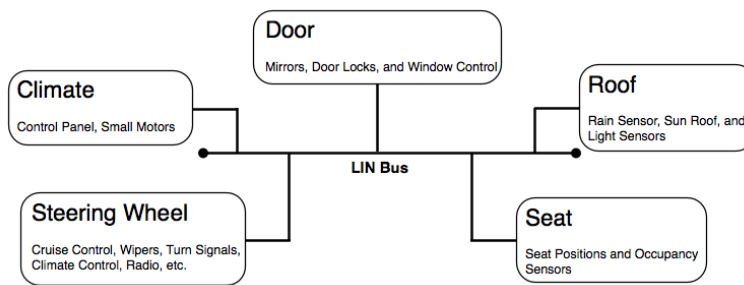 Door
Mirrors, Door Locks, and Window Control
Climate
Control Panel, Small Motors
Roof
Rain Sensor, Sun Roof, and
Light Sensors
LIN Bus
Steering Wheel
Cruise Control, Wipers, Turn Signals,
Climate Control, Radio, etc.
Seat
Seat Positions and Occupancy
Sensors